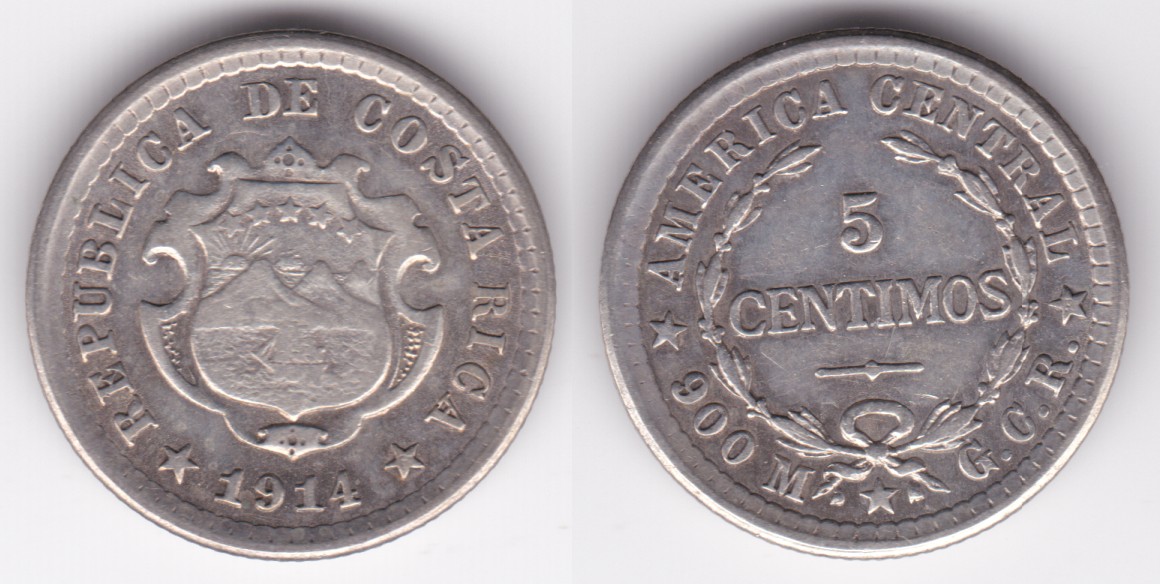 REPUBLICA DE COSTA RICA
1914
AMERICA CENTRAL
5
CENTIMOS
900 M. G.C.R.